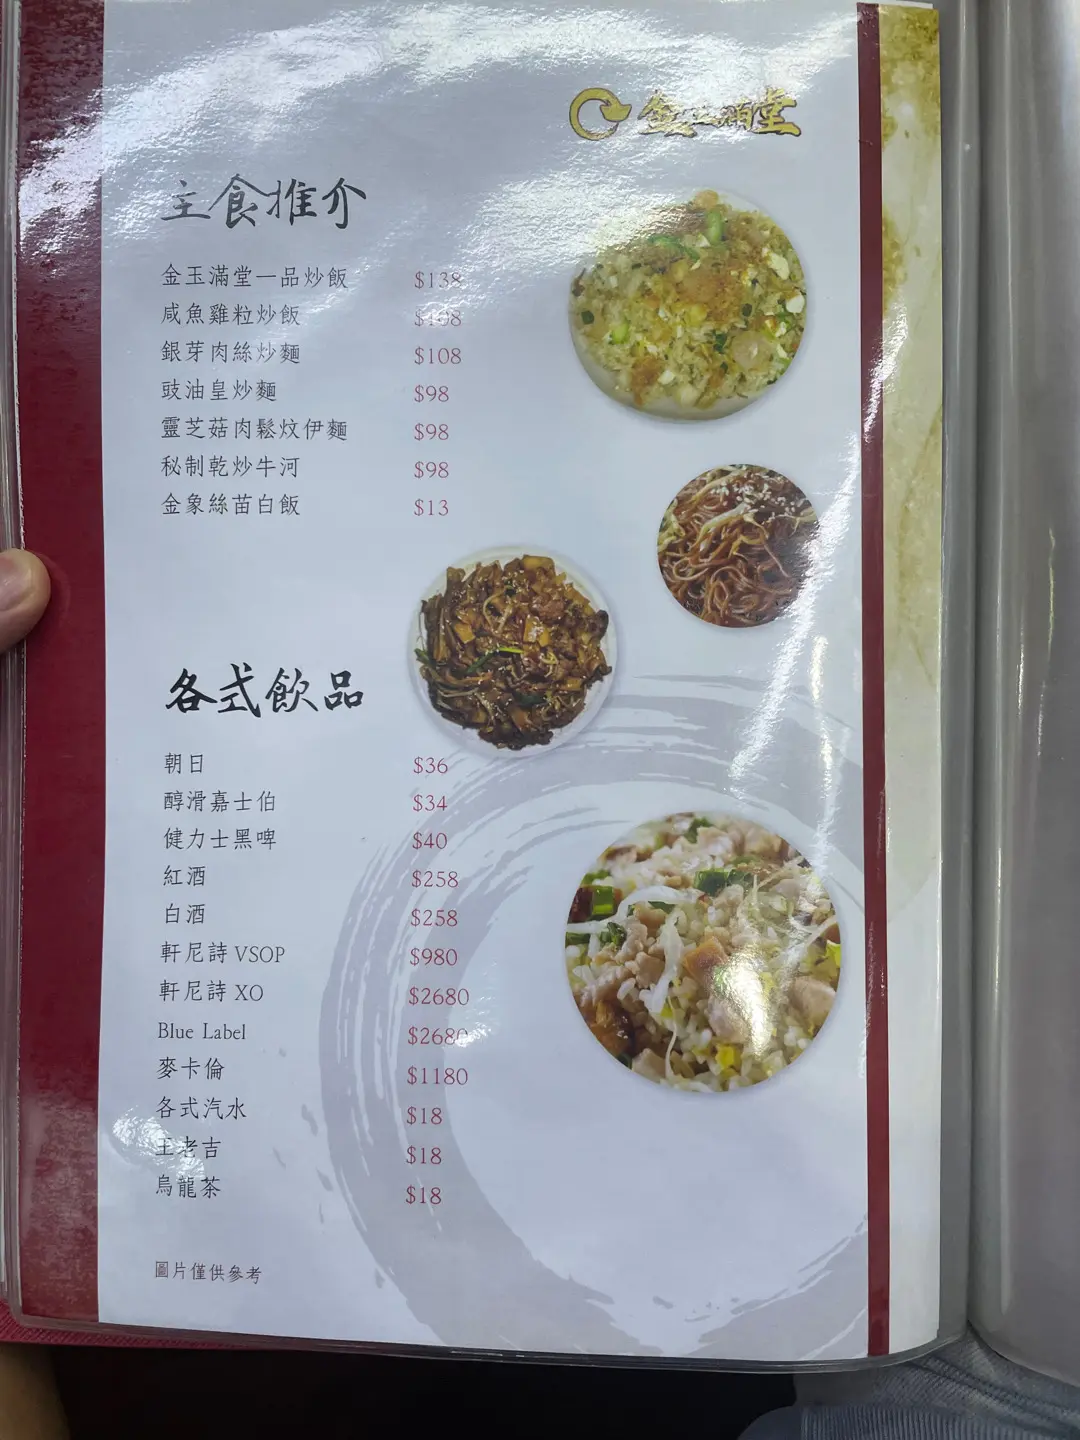 金玉滿堂
主食推介
金玉滿堂一品炒飯 $138
咸魚雞粒炒飯 $108
銀芽肉絲炒麵 $108
豉油皇炒麵 $98
靈芝菇肉鬆炆伊麵 $98
秘制乾炒牛河 $98
金象絲苗白飯 $13
各式飲品
朝日 $36
醇滑嘉士伯 $34
健力士黑啤 $40
紅酒 $258
白酒 $258
軒尼詩 VSOP $980
軒尼詩 XO $2680
Blue Label $2680
麥卡倫 $1180
各式汽水 $18
王老吉 $18
烏龍茶 $18
圖片僅供參考